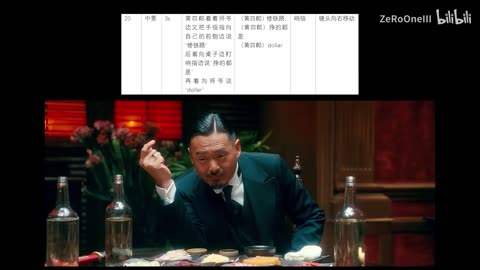 20 中景 3s 黄四郎看着师爷 (黄四郎)修铁路, 响指 镜头向右移动
边又把手指指向 (黄四郎)挣的都
自己的前侧边说 是
“修铁路” (黄四郎)dollar
后看向桌子边打
响指边说“挣的都
是”
再看向师爷说
“dollar”
ZeRoOneIII bilibili